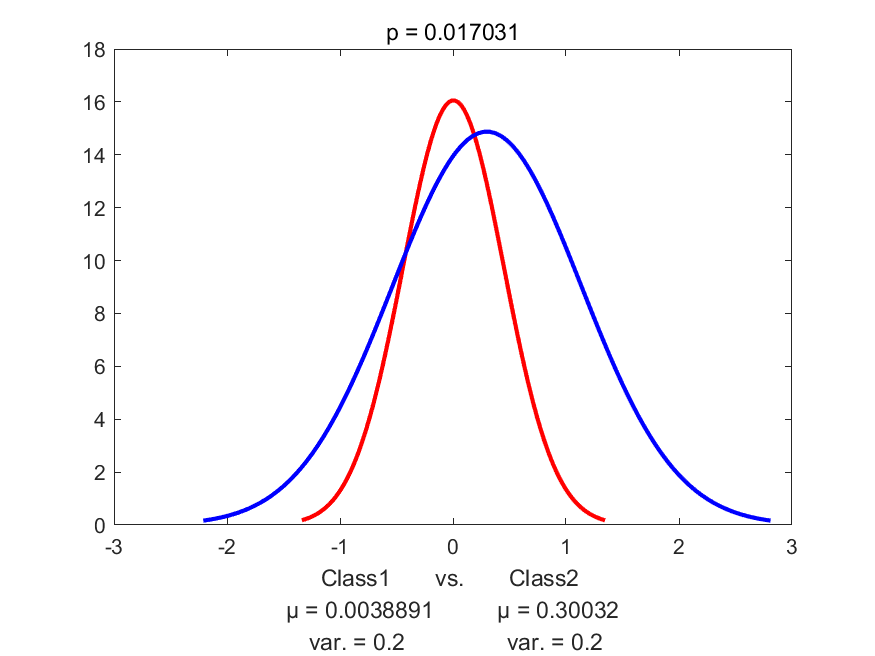 p = 0.017031
18
16
14
12
10
8
6
4
2
0
-3 -2 -1 0 1 2 3
Class1 vs. Class2
μ = 0.0038891 μ = 0.30032
var. = 0.2 var. = 0.2